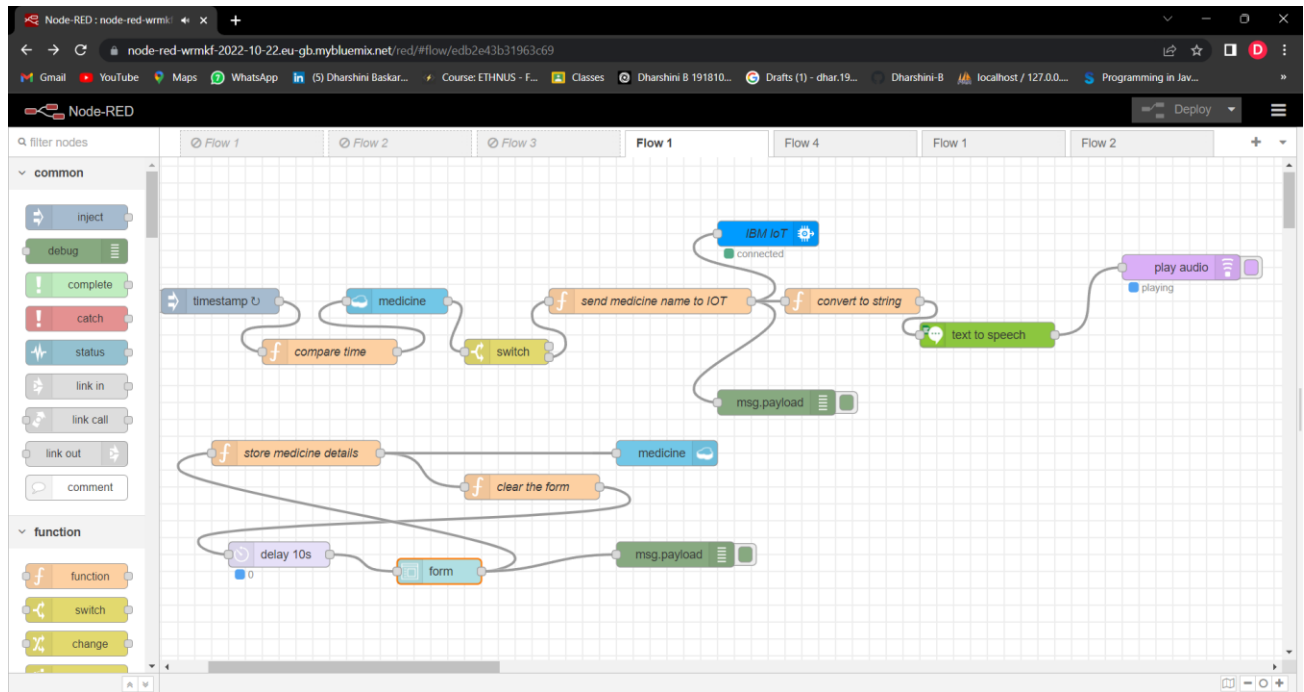 Node-RED : node-red-wrmkf
node-red-wrmkf-2022-10-22.eu-gb.mybluemix.net/red/#flow/edb2e43b31963c69
D
Gmail YouTube Maps WhatsApp (5) Dharshini Baskar... Course: ETHNUS - F... Classes Dharshini B 191810... Drafts (1) - dhar.19... Dharshini-B localhost / 127.0.0.... Programming in Jav... »
Node-RED Deploy
filter nodes Flow 1 Flow 2 Flow 3 Flow 1 Flow 4 Flow 1 Flow 2
common
inject
debug
complete
catch
status
link in
link call
link out
comment
function
function
switch
change
IBM IoT
connected
play audio
playing
timestamp ↻ medicine send medicine name to IOT convert to string
text to speech
compare time switch
msg.payload
store medicine details medicine
clear the form
delay 10s msg.payload
0 form